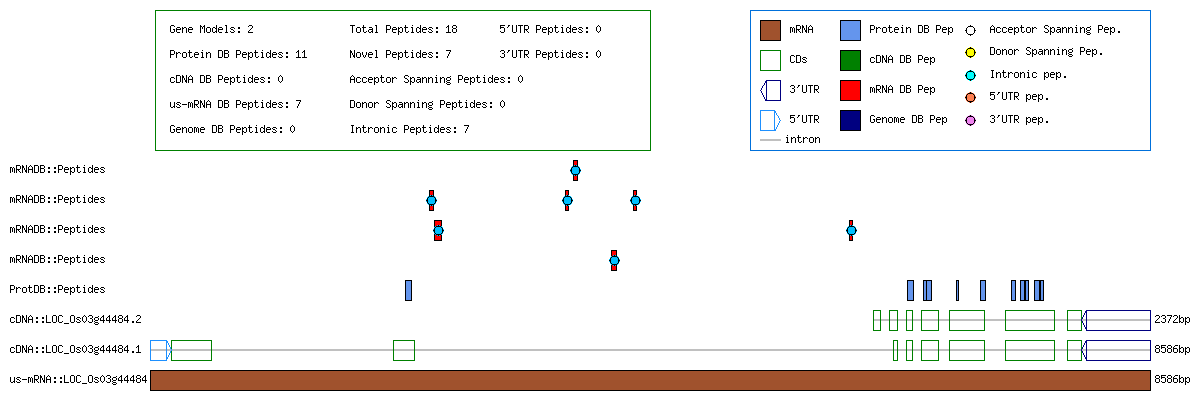 Gene Models: 2 Total Peptides: 18 5'UTR Peptides: 0
Protein DB Peptides: 11 Novel Peptides: 7 3'UTR Peptides: 0
cDNA DB Peptides: 0 Acceptor Spanning Peptides: 0
us-mRNA DB Peptides: 7 Donor Spanning Peptides: 0
Genome DB Peptides: 0 Intronic Peptides: 7
mRNA Protein DB Pep Acceptor Spanning Pep.
Donor Spanning Pep.
CDs cDNA DB Pep
Intronic pep.
3'UTR mRNA DB Pep
5'UTR pep.
5'UTR Genome DB Pep 3'UTR pep.
intron
mRNADB::Peptides
mRNADB::Peptides
mRNADB::Peptides
mRNADB::Peptides
ProtDB::Peptides
cDNA::LOC_Os03g44484.2 2372bp
cDNA::LOC_Os03g44484.1 8586bp
us-mRNA::LOC_Os03g44484 8586bp